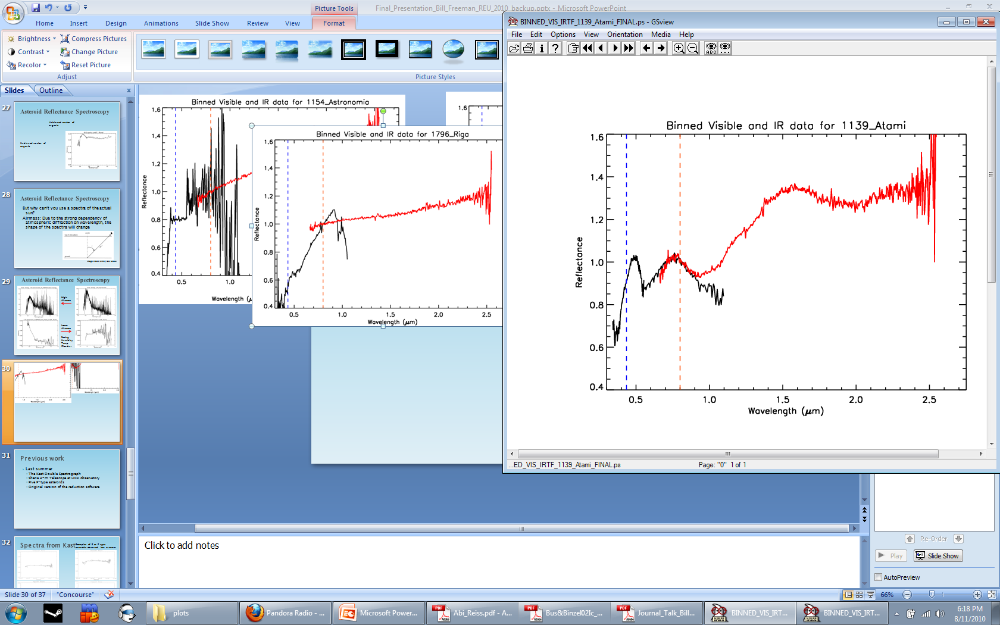 Picture Tools
Final_Presentation_Bill_Freeman_REU_2010_backup.pptx - Microsoft PowerPoint
Home Insert Design Animations Slide Show Review View Format
Brightness Compress Pictures
Contrast Change Picture
Recolor Reset Picture
Adjust Picture Styles
Slides Outline x
27
Asteroid Reflectance Spectroscopy
28
Asteroid Reflectance Spectroscopy
But why can't you use a spectra of the actual
sun?
Airmass: Due to the strong dependency of
atmospheric diffraction on wavelength, the
shape of the spectra will change
29
Asteroid Reflectance Spectroscopy
High
Airmass
Lower
Airmass
30
31
Previous work
Last summer
The Kast Double Spectrograph
Five F-type asteroids
Original version of the reduction software
32
Spectra from Kast
Binned Visible and IR data for 1154_Astronomia
1.6
1.4
1.2
1.0
0.8
0.6
0.4
Reflectance
0.5 1.0
Wavelength (
1.6
Binned Visible and IR data for 1796_Riga
1.6
1.4
1.2
1.0
0.8
0.6
0.4
Reflectance
0.5 1.0 1.5 2.0 2.5
Wavelength (μm)
BINNED_VIS_IRTF_1139_Atami_FINAL.ps - GSview
File Edit Options View Orientation Media Help
i ? ABC
Binned Visible and IR data for 1139_Atami
1.6
1.4
1.2
1.0
0.8
0.6
0.4
Reflectance
0.5 1.0 1.5 2.0 2.5
Wavelength (μm)
...ED_VIS_IRTF_1139_Atami_FINAL.ps Page: "0" 1 of 1
Click to add notes
Re-Order
Play Slide Show
AutoPreview
Slide 30 of 37 "Concourse" 66%
plots
Pandora Radio - ...
Microsoft Power...
Abi_Reiss.pdf - A...
Bus&Binzel02Ic_...
Journal_Talk_Bill...
BINNED_VIS_IRT...
BINNED_VIS_IRT...
6:18 PM
8/11/2010